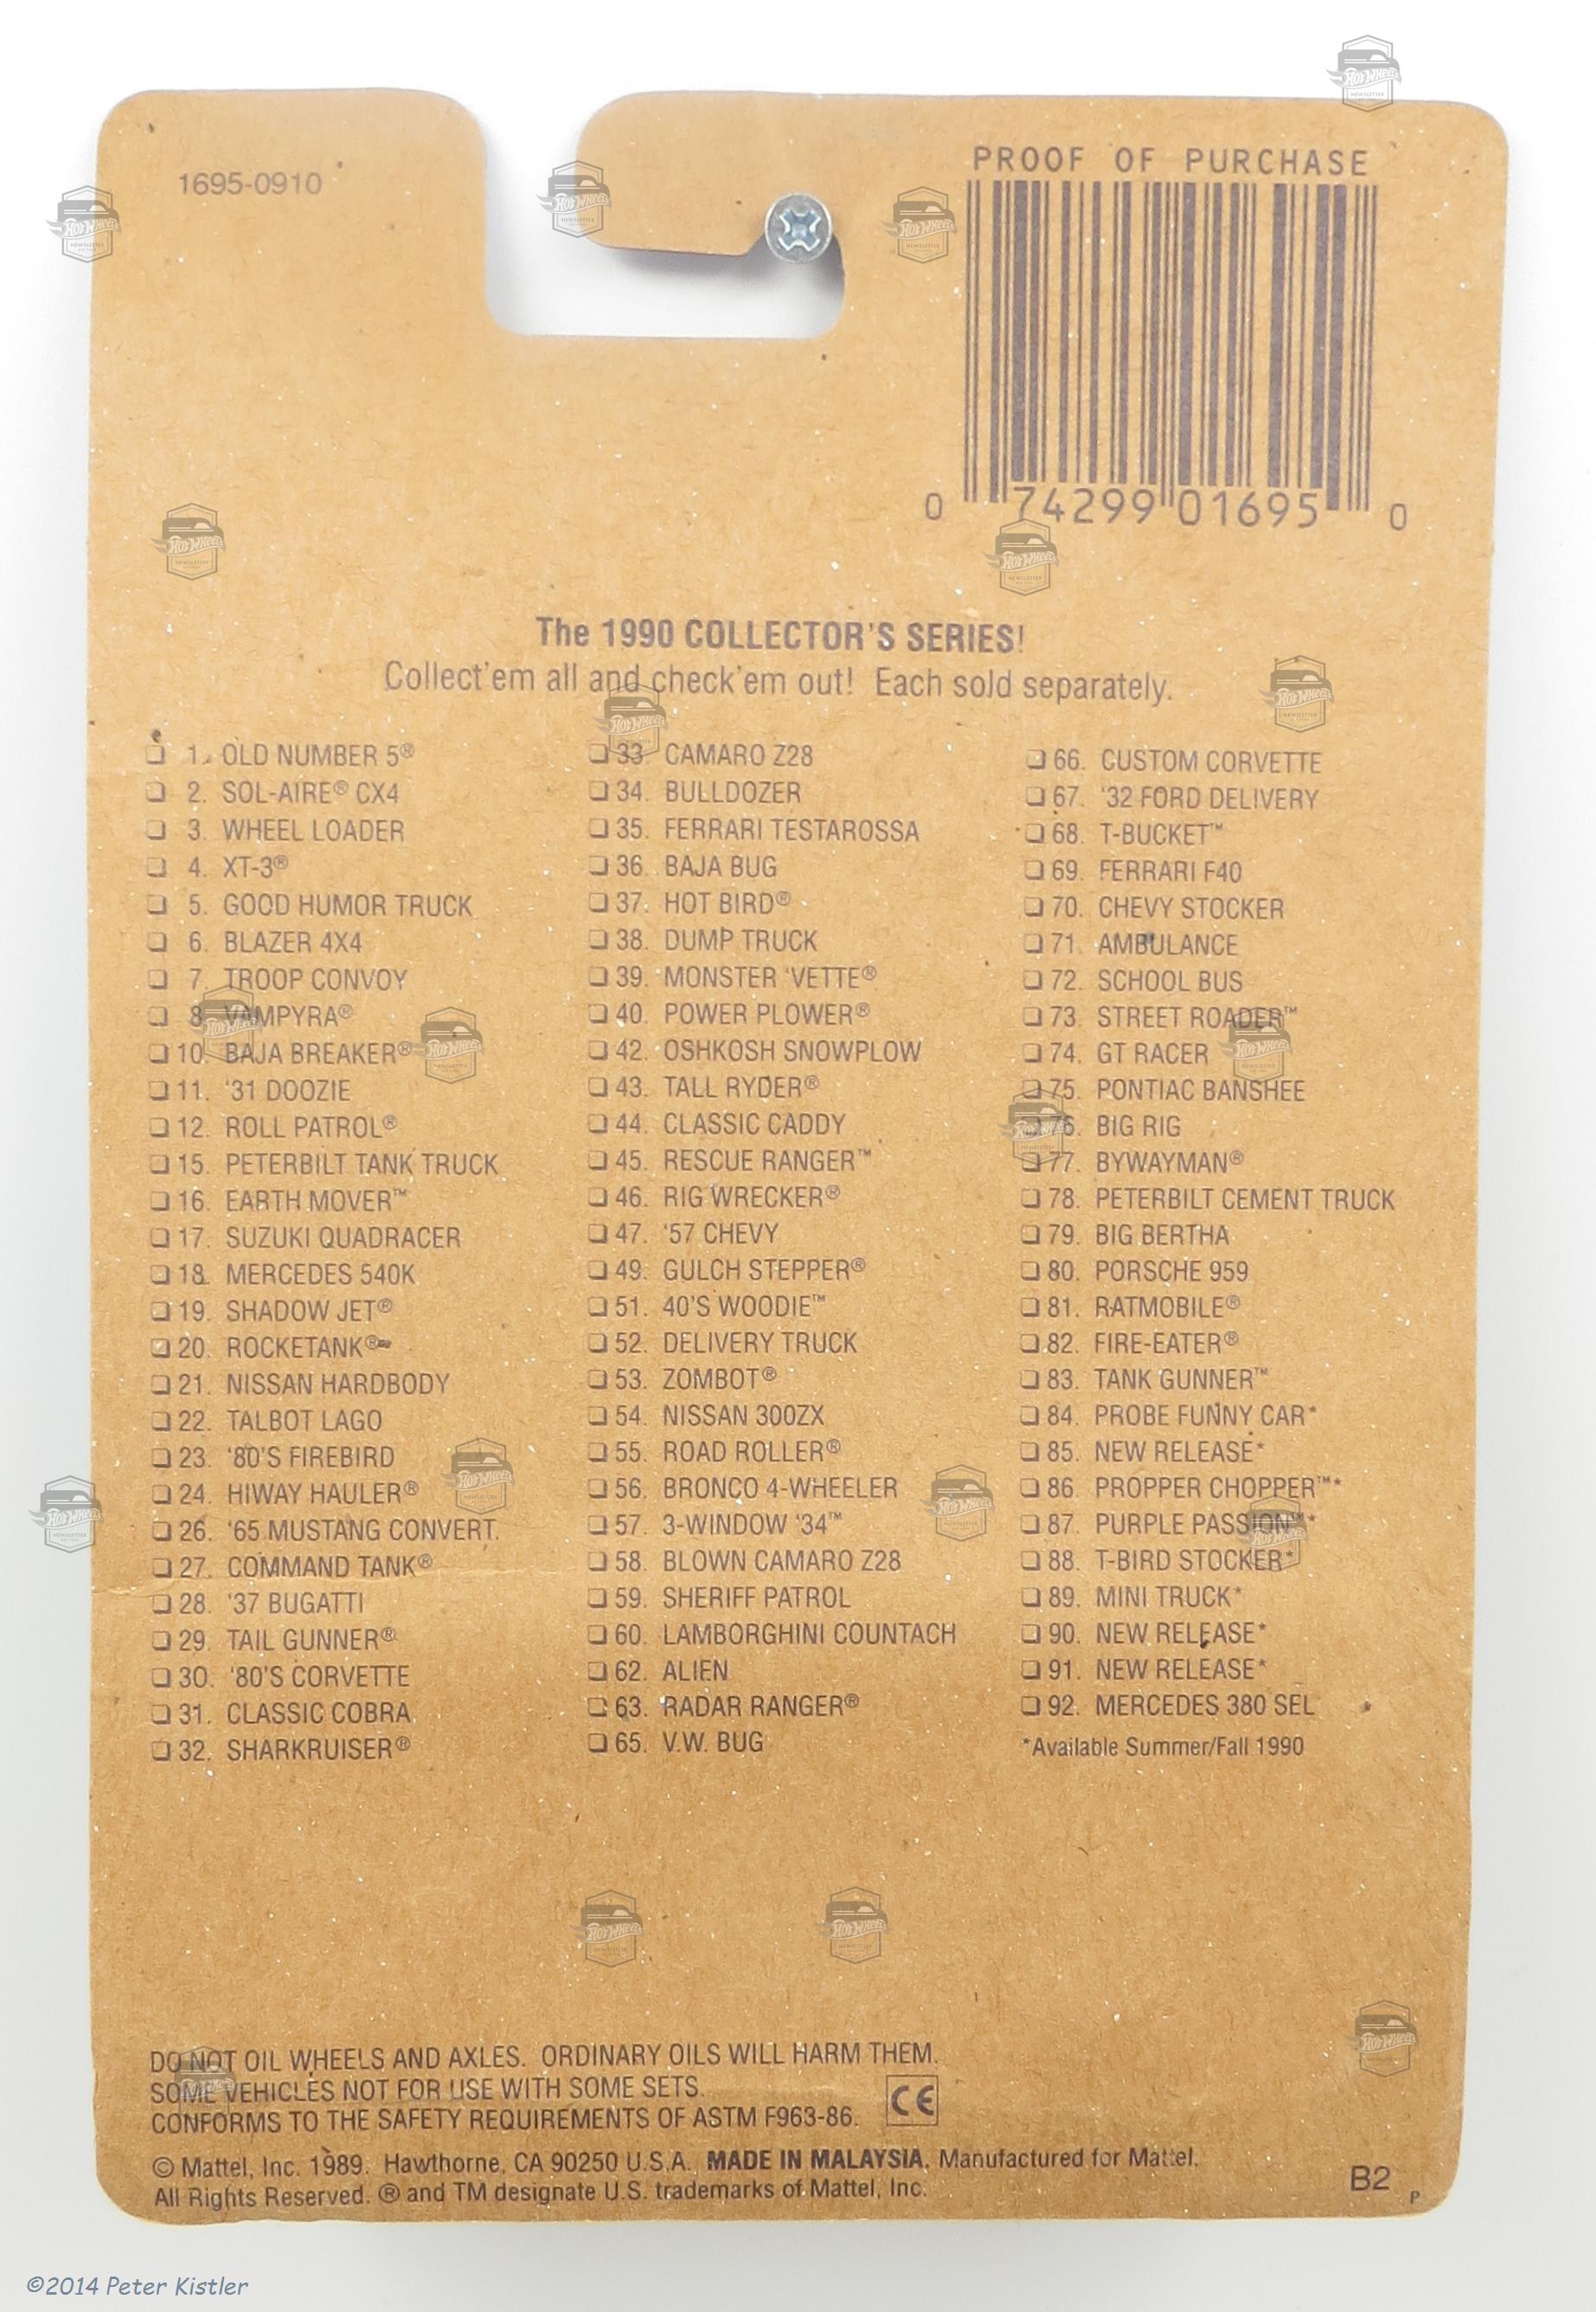 1695-0910
PROOF OF PURCHASE
0 74299 01695 0
The 1990 COLLECTOR'S SERIES!
Collect'em all and check'em out! Each sold separately.
❏ 1. OLD NUMBER 5®
❏ 2. SOL-AIRE® CX4
❏ 3. WHEEL LOADER
❏ 4. XT-3®
❏ 5. GOOD HUMOR TRUCK
❏ 6. BLAZER 4X4
❏ 7. TROOP CONVOY
❏ 8. VAMPYRA®
❏ 10. BAJA BREAKER®
❏ 11. '31 DOOZIE
❏ 12. ROLL PATROL®
❏ 15. PETERBILT TANK TRUCK
❏ 16. EARTH MOVER™
❏ 17. SUZUKI QUADRACER
❏ 18. MERCEDES 540K
❏ 19. SHADOW JET®
❏ 20. ROCKETANK®
❏ 21. NISSAN HARDBODY
❏ 22. TALBOT LAGO
❏ 23. '80'S FIREBIRD
❏ 24. HIWAY HAULER®
❏ 26. '65 MUSTANG CONVERT.
❏ 27. COMMAND TANK®
❏ 28. '37 BUGATTI
❏ 29. TAIL GUNNER®
❏ 30. '80'S CORVETTE
❏ 31. CLASSIC COBRA
❏ 32. SHARKRUISER®
❏ 33. CAMARO Z28
❏ 34. BULLDOZER
❏ 35. FERRARI TESTAROSSA
❏ 36. BAJA BUG
❏ 37. HOT BIRD®
❏ 38. DUMP TRUCK
❏ 39. MONSTER 'VETTE®
❏ 40. POWER PLOWER®
❏ 42. OSHKOSH SNOWPLOW
❏ 43. TALL RYDER®
❏ 44. CLASSIC CADDY
❏ 45. RESCUE RANGER™
❏ 46. RIG WRECKER®
❏ 47. '57 CHEVY
❏ 49. GULCH STEPPER®
❏ 51. 40'S WOODIE™
❏ 52. DELIVERY TRUCK
❏ 53. ZOMBOT®
❏ 54. NISSAN 300ZX
❏ 55. ROAD ROLLER®
❏ 56. BRONCO 4-WHEELER
❏ 57. 3-WINDOW '34™
❏ 58. BLOWN CAMARO Z28
❏ 59. SHERIFF PATROL
❏ 60. LAMBORGHINI COUNTACH
❏ 62. ALIEN
❏ 63. RADAR RANGER®
❏ 65. V.W. BUG
❏ 66. CUSTOM CORVETTE
❏ 67. '32 FORD DELIVERY
❏ 68. T-BUCKET™
❏ 69. FERRARI F40
❏ 70. CHEVY STOCKER
❏ 71. AMBULANCE
❏ 72. SCHOOL BUS
❏ 73. STREET ROADER™
❏ 74. GT RACER
❏ 75. PONTIAC BANSHEE
❏ 76. BIG RIG
❏ 77. BYWAYMAN®
❏ 78. PETERBILT CEMENT TRUCK
❏ 79. BIG BERTHA
❏ 80. PORSCHE 959
❏ 81. RATMOBILE®
❏ 82. FIRE-EATER®
❏ 83. TANK GUNNER™
❏ 84. PROBE FUNNY CAR*
❏ 85. NEW RELEASE*
❏ 86. PROPPER CHOPPER™*
❏ 87. PURPLE PASSION™*
❏ 88. T-BIRD STOCKER*
❏ 89. MINI TRUCK*
❏ 90. NEW RELEASE*
❏ 91. NEW RELEASE*
❏ 92. MERCEDES 380 SEL
*Available Summer/Fall 1990
DO NOT OIL WHEELS AND AXLES. ORDINARY OILS WILL HARM THEM.
SOME VEHICLES NOT FOR USE WITH SOME SETS.
CONFORMS TO THE SAFETY REQUIREMENTS OF ASTM F963-86. CE
© Mattel, Inc. 1989. Hawthorne, CA 90250 U.S.A. MADE IN MALAYSIA. Manufactured for Mattel.
All Rights Reserved. ® and TM designate U.S. trademarks of Mattel, Inc.
B2 P
©2014 Peter Kistler